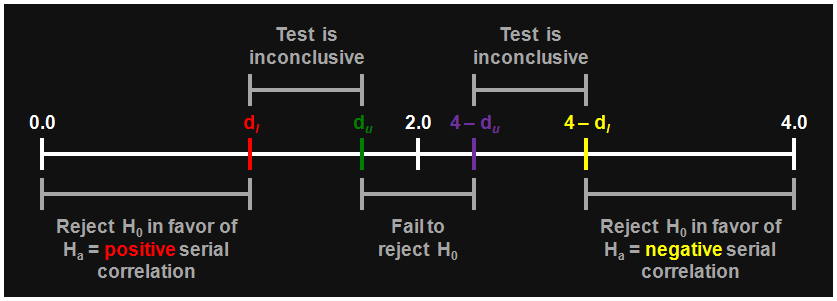 Test is
inconclusive
Test is
inconclusive
0.0
dₗ
dᵤ
2.0
4 – dᵤ
4 – dₗ
4.0
Reject H₀ in favor of
Hₐ = positive serial
correlation
Fail to
reject H₀
Reject H₀ in favor of
Hₐ = negative serial
correlation